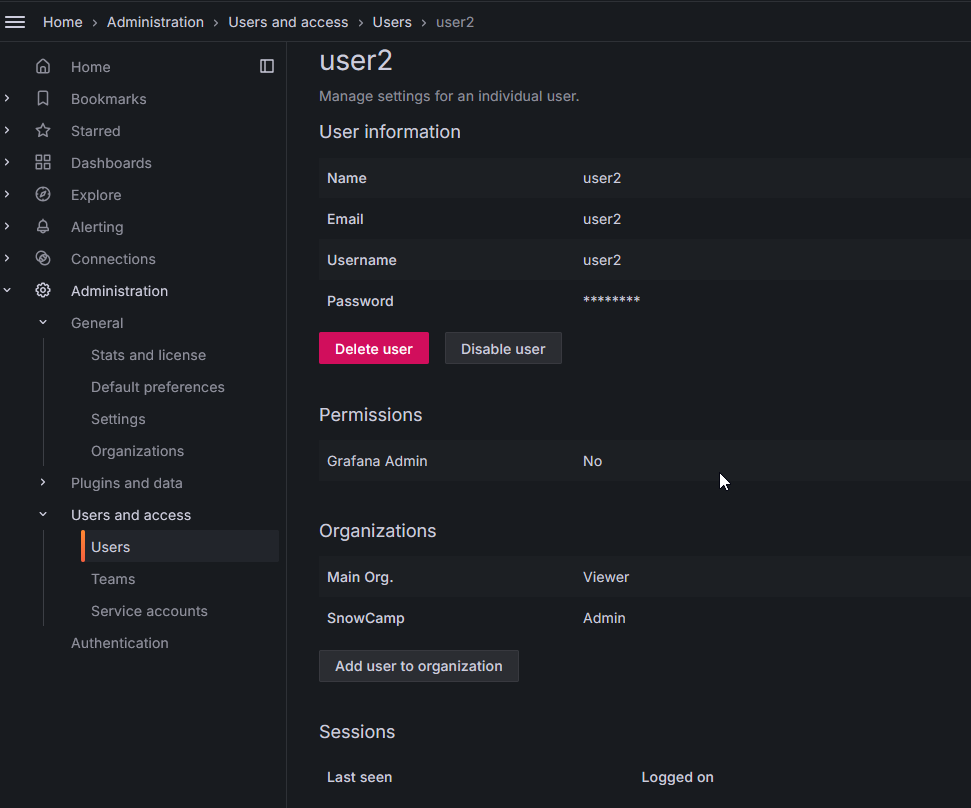 Home › Administration › Users and access › Users › user2
Home
Bookmarks
Starred
Dashboards
Explore
Alerting
Connections
Administration
General
Stats and license
Default preferences
Settings
Organizations
Plugins and data
Users and access
Users
Teams
Service accounts
Authentication
user2
Manage settings for an individual user.
User information
Name user2
Email user2
Username user2
Password ********
Delete user Disable user
Permissions
Grafana Admin No
Organizations
Main Org. Viewer
SnowCamp Admin
Add user to organization
Sessions
Last seen Logged on